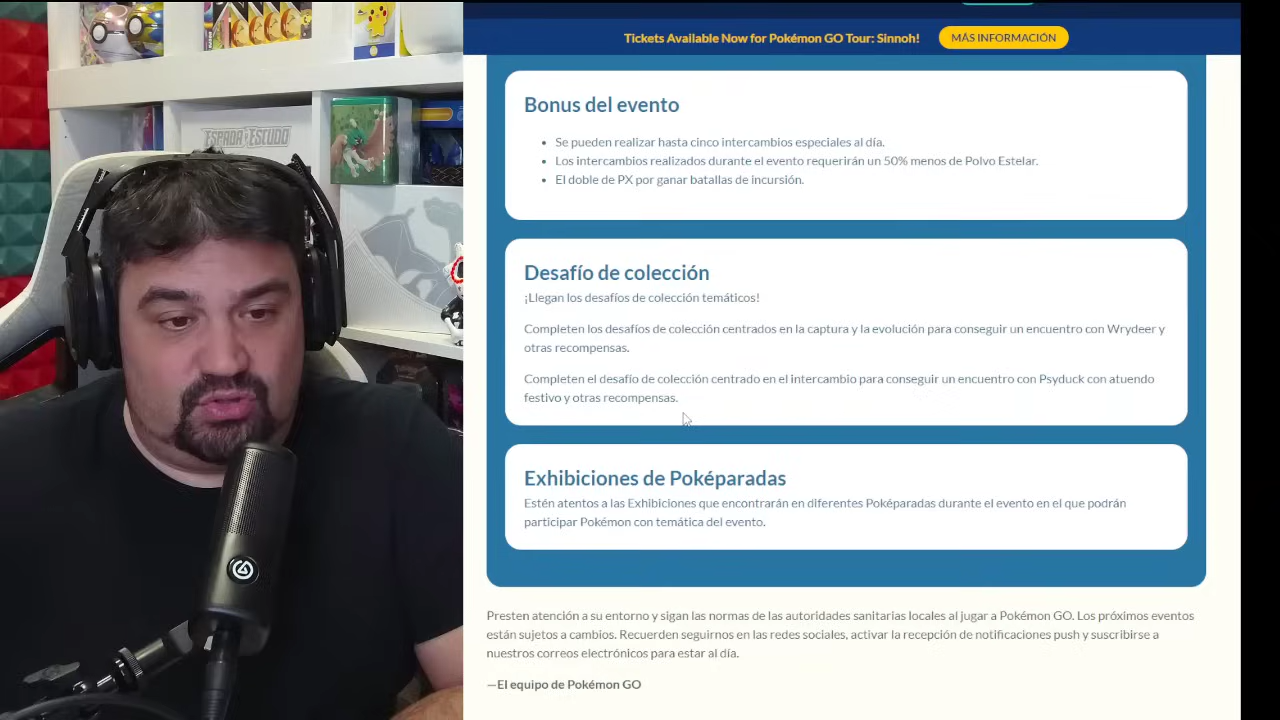 Tickets Available Now for Pokémon GO Tour: Sinnoh!
MÁS INFORMACIÓN
ESPADA Y ESCUDO
Bonus del evento
• Se pueden realizar hasta cinco intercambios especiales al día.
• Los intercambios realizados durante el evento requerirán un 50% menos de Polvo Estelar.
• El doble de PX por ganar batallas de incursión.
Desafío de colección
¡Llegan los desafíos de colección temáticos!
Completen los desafíos de colección centrados en la captura y la evolución para conseguir un encuentro con Wrydeer y
otras recompensas.
Completen el desafío de colección centrado en el intercambio para conseguir un encuentro con Psyduck con atuendo
festivo y otras recompensas.
Exhibiciones de Poképaradas
Estén atentos a las Exhibiciones que encontrarán en diferentes Poképaradas durante el evento en el que podrán
participar Pokémon con temática del evento.
Presten atención a su entorno y sigan las normas de las autoridades sanitarias locales al jugar a Pokémon GO. Los próximos eventos
están sujetos a cambios. Recuerden seguirnos en las redes sociales, activar la recepción de notificaciones push y suscribirse a
nuestros correos electrónicos para estar al día.
—El equipo de Pokémon GO